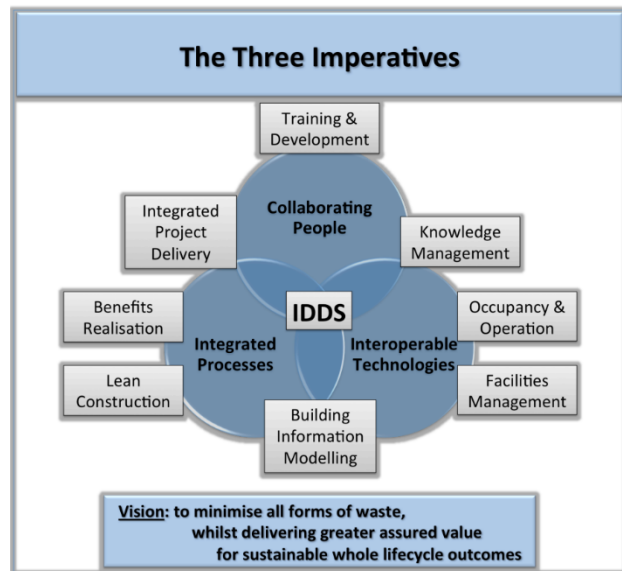 The Three Imperatives
Training &
Development
Collaborating
People
Integrated
Project
Delivery
Knowledge
Management
IDDS
Benefits
Realisation
Integrated
Processes
Interoperable
Technologies
Occupancy &
Operation
Lean
Construction
Building
Information
Modelling
Facilities
Management
Vision: to minimise all forms of waste,
whilst delivering greater assured value
for sustainable whole lifecycle outcomes